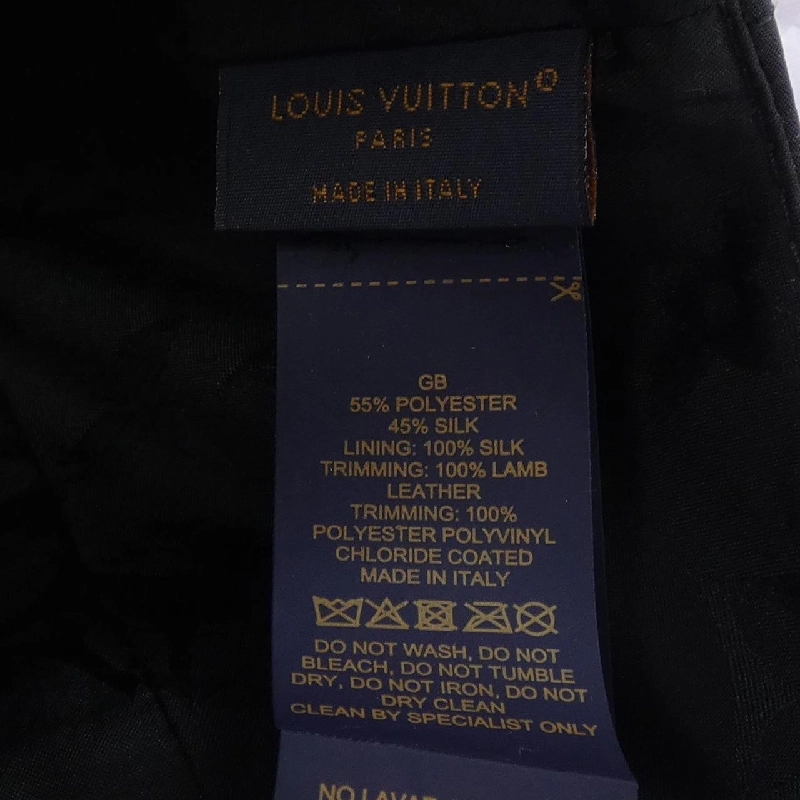 LOUIS VUITTON®
PARIS
MADE IN ITALY
GB
55% POLYESTER
45% SILK
LINING: 100% SILK
TRIMMING: 100% LAMB
LEATHER
TRIMMING: 100%
POLYESTER POLYVINYL
CHLORIDE COATED
MADE IN ITALY
DO NOT WASH, DO NOT
BLEACH, DO NOT TUMBLE
DRY, DO NOT IRON, DO NOT
DRY CLEAN
CLEAN BY SPECIALIST ONLY
NO